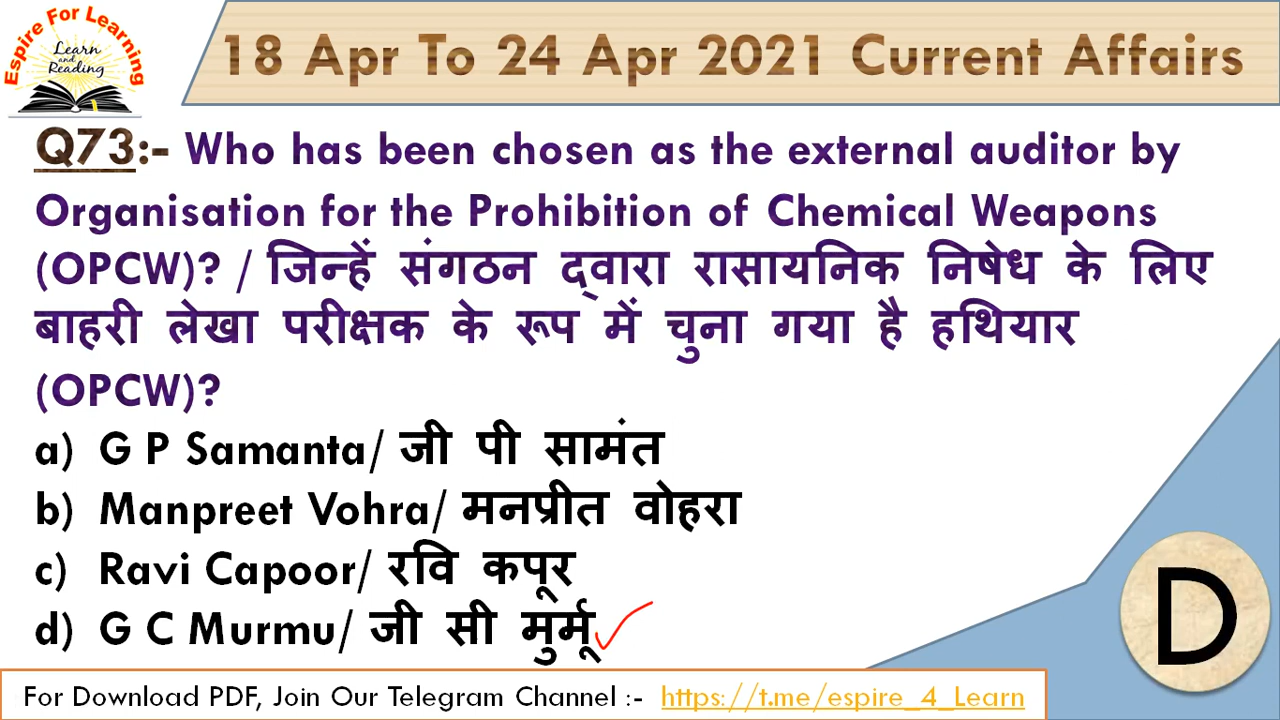 Espire For Learning
Learn
and
Reading
18 Apr To 24 Apr 2021 Current Affairs
Q73:- Who has been chosen as the external auditor by
Organisation for the Prohibition of Chemical Weapons
(OPCW)? / जिन्हें संगठन द्वारा रासायनिक निषेध के लिए
बाहरी लेखा परीक्षक के रूप में चुना गया है हथियार
(OPCW)?
a) G P Samanta/ जी पी सामंत
b) Manpreet Vohra/ मनप्रीत वोहरा
c) Ravi Capoor/ रवि कपूर
d) G C Murmu/ जी सी मुर्मू
D
For Download PDF, Join Our Telegram Channel :- https://t.me/espire_4_Learn